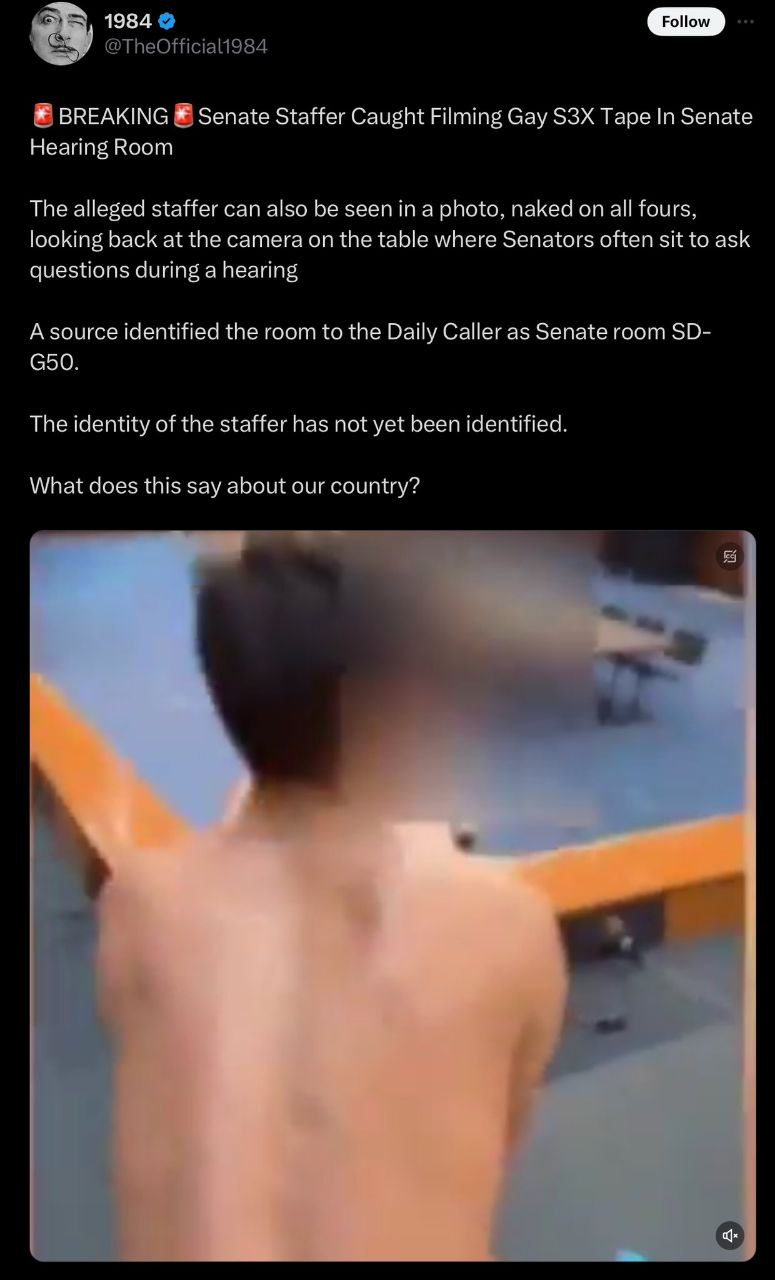 1984
Follow
@TheOfficial1984
🚨BREAKING🚨Senate Staffer Caught Filming Gay S3X Tape In Senate
Hearing Room
The alleged staffer can also be seen in a photo, naked on all fours,
looking back at the camera on the table where Senators often sit to ask
questions during a hearing
A source identified the room to the Daily Caller as Senate room SD-
G50.
The identity of the staffer has not yet been identified.
What does this say about our country?